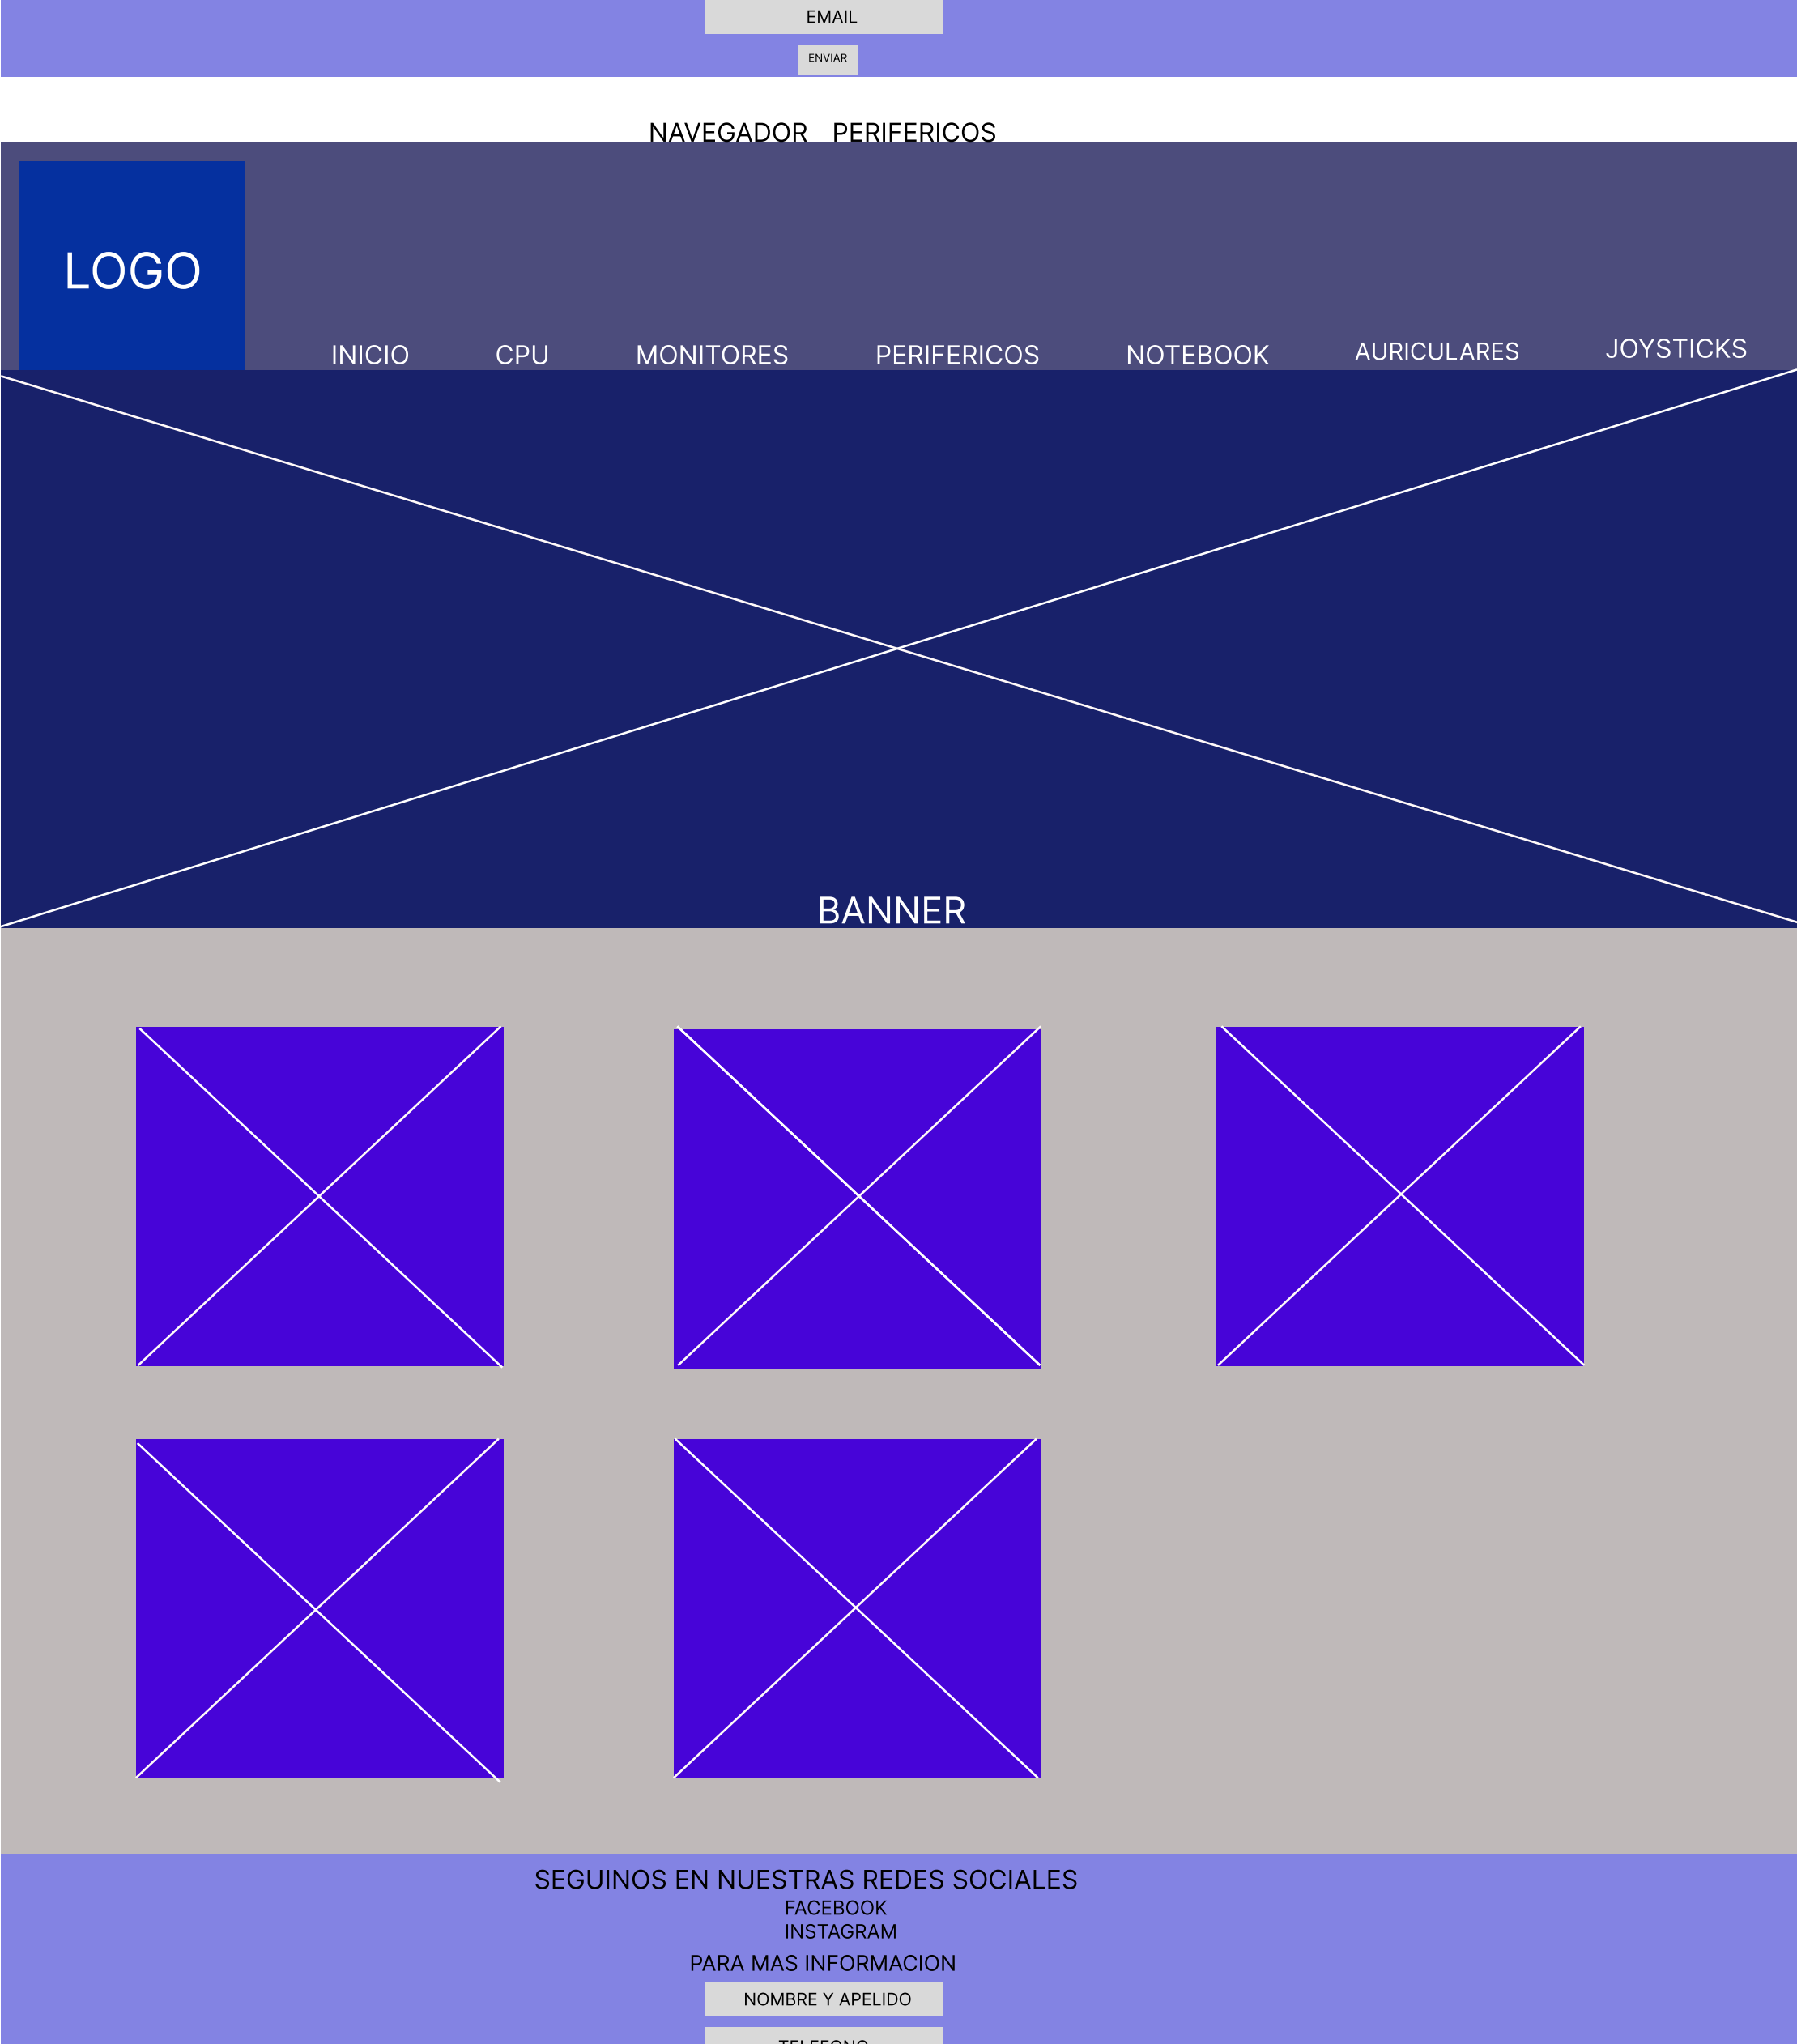 EMAIL
ENVIAR
NAVEGADOR PERIFERICOS
LOGO
INICIO CPU MONITORES PERIFERICOS NOTEBOOK AURICULARES JOYSTICKS
BANNER
SEGUINOS EN NUESTRAS REDES SOCIALES
FACEBOOK
INSTAGRAM
PARA MAS INFORMACION
NOMBRE Y APELIDO
TELEFONO